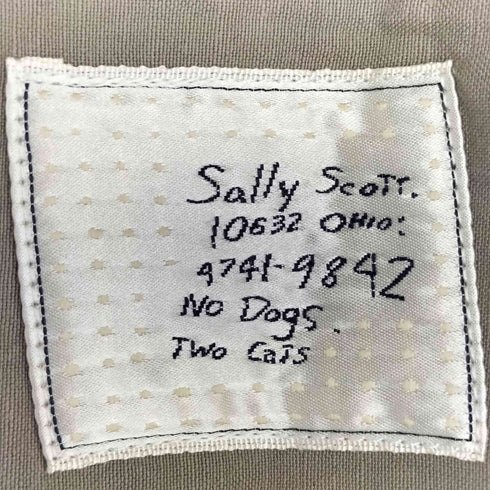 Sally Scott.
10632 OHIO:
4741-9842
No Dogs.
Two Cats